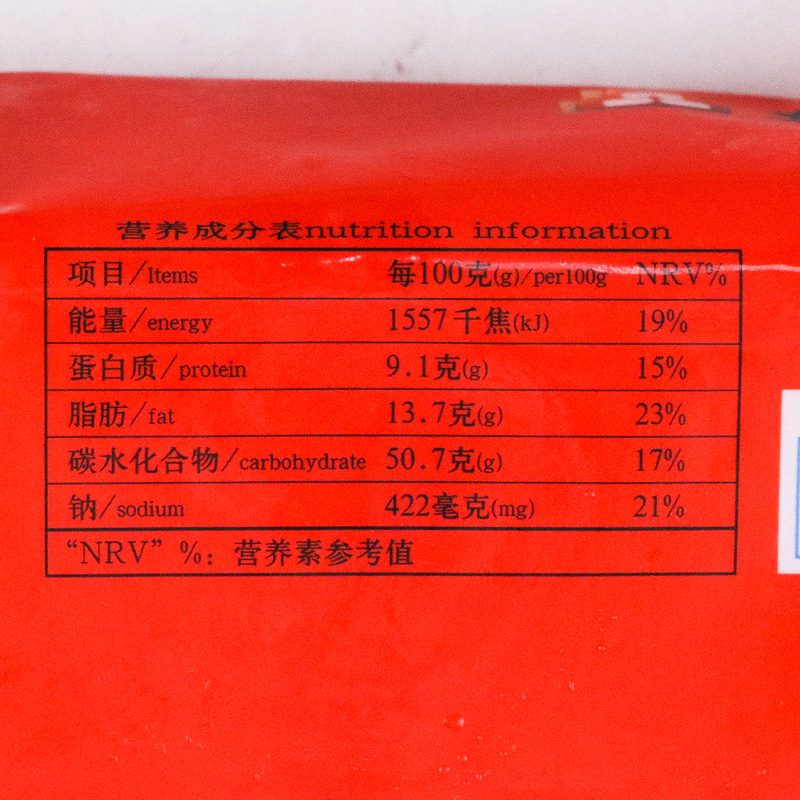 营养成分表nutrition information
项目/Items 每100克(g)/per100g NRV%
能量/energy 1557千焦(kJ) 19%
蛋白质/protein 9.1克(g) 15%
脂肪/fat 13.7克(g) 23%
碳水化合物/carbohydrate 50.7克(g) 17%
钠/sodium 422毫克(mg) 21%
“NRV”%：营养素参考值